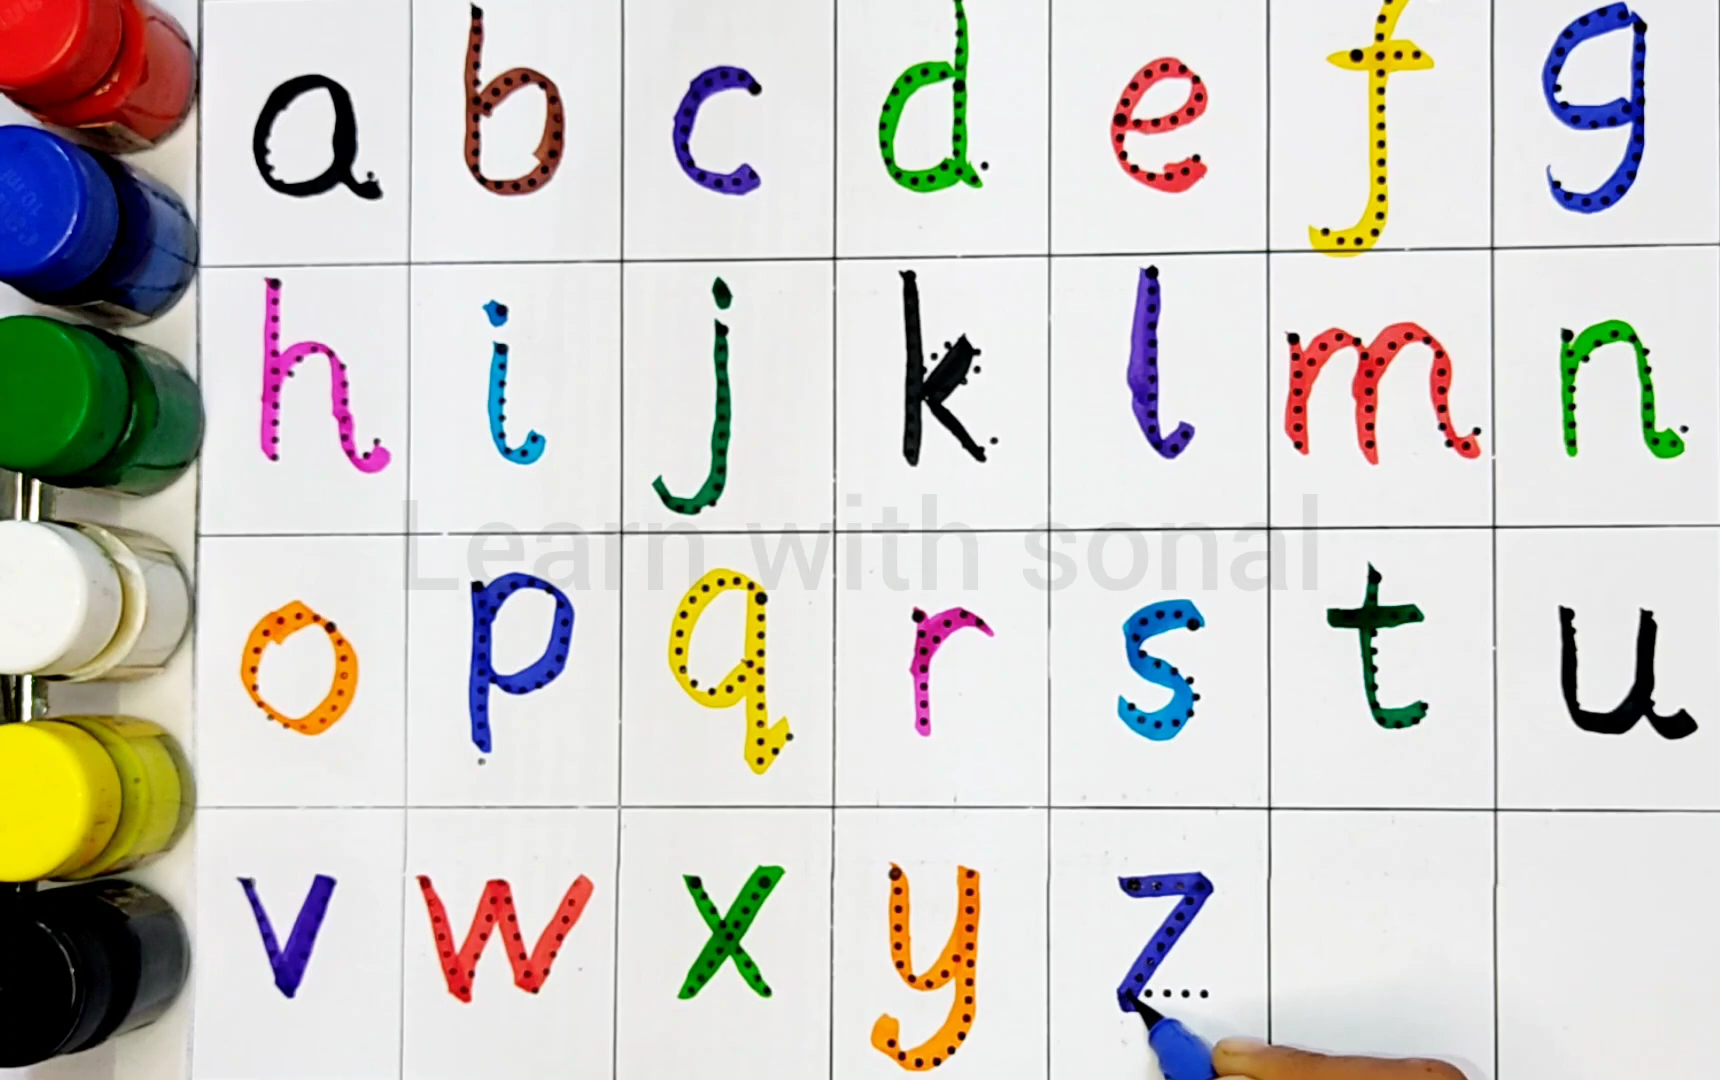 a b c d e f g
h i j k l m n
Learn with sonal
o p q r s t u
v w x y z